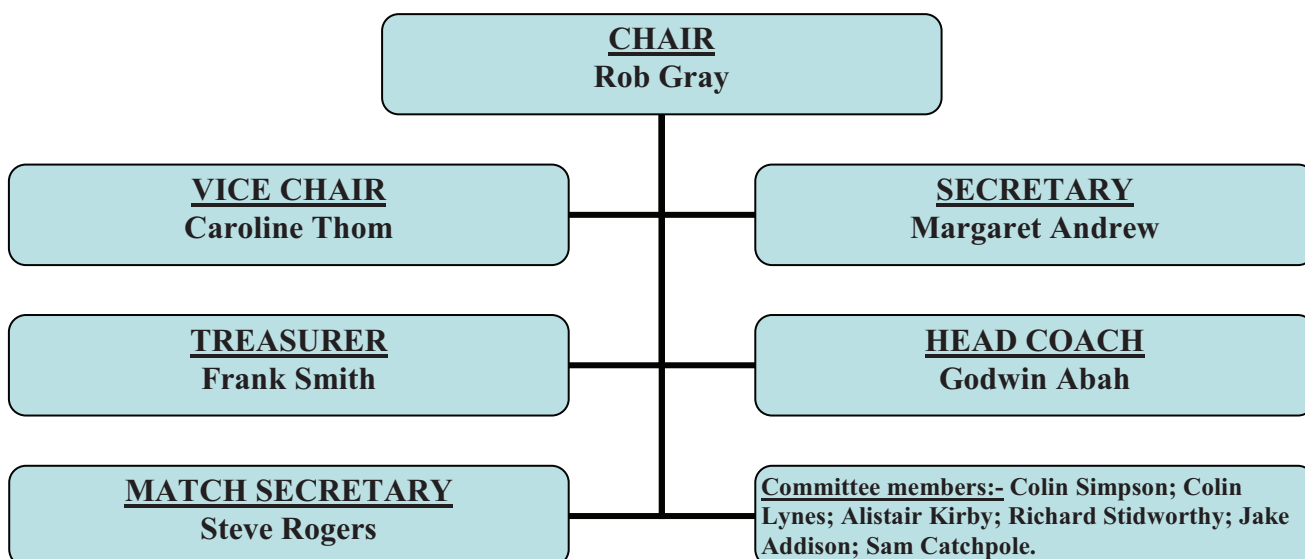 CHAIR
Rob Gray
VICE CHAIR
Caroline Thom
SECRETARY
Margaret Andrew
TREASURER
Frank Smith
HEAD COACH
Godwin Abah
MATCH SECRETARY
Steve Rogers
Committee members:- Colin Simpson; Colin
Lynes; Alistair Kirby; Richard Stidworthy; Jake
Addison; Sam Catchpole.